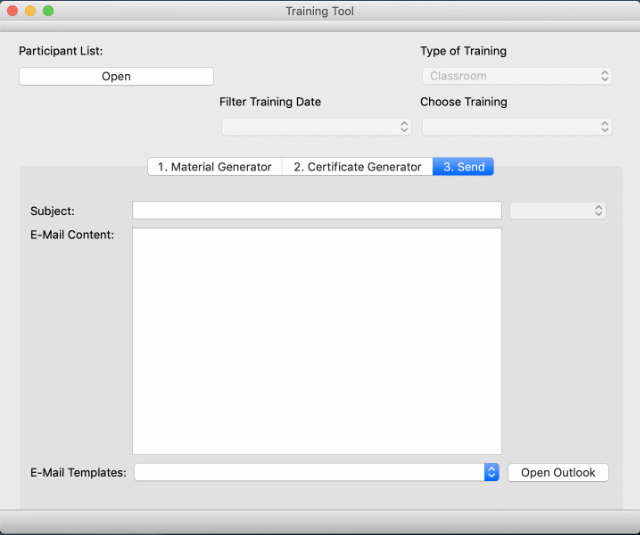 Training Tool
Participant List:
Type of Training
Open
Classroom
Filter Training Date
Choose Training
1. Material Generator
2. Certificate Generator
3. Send
Subject:
E-Mail Content:
E-Mail Templates:
Open Outlook